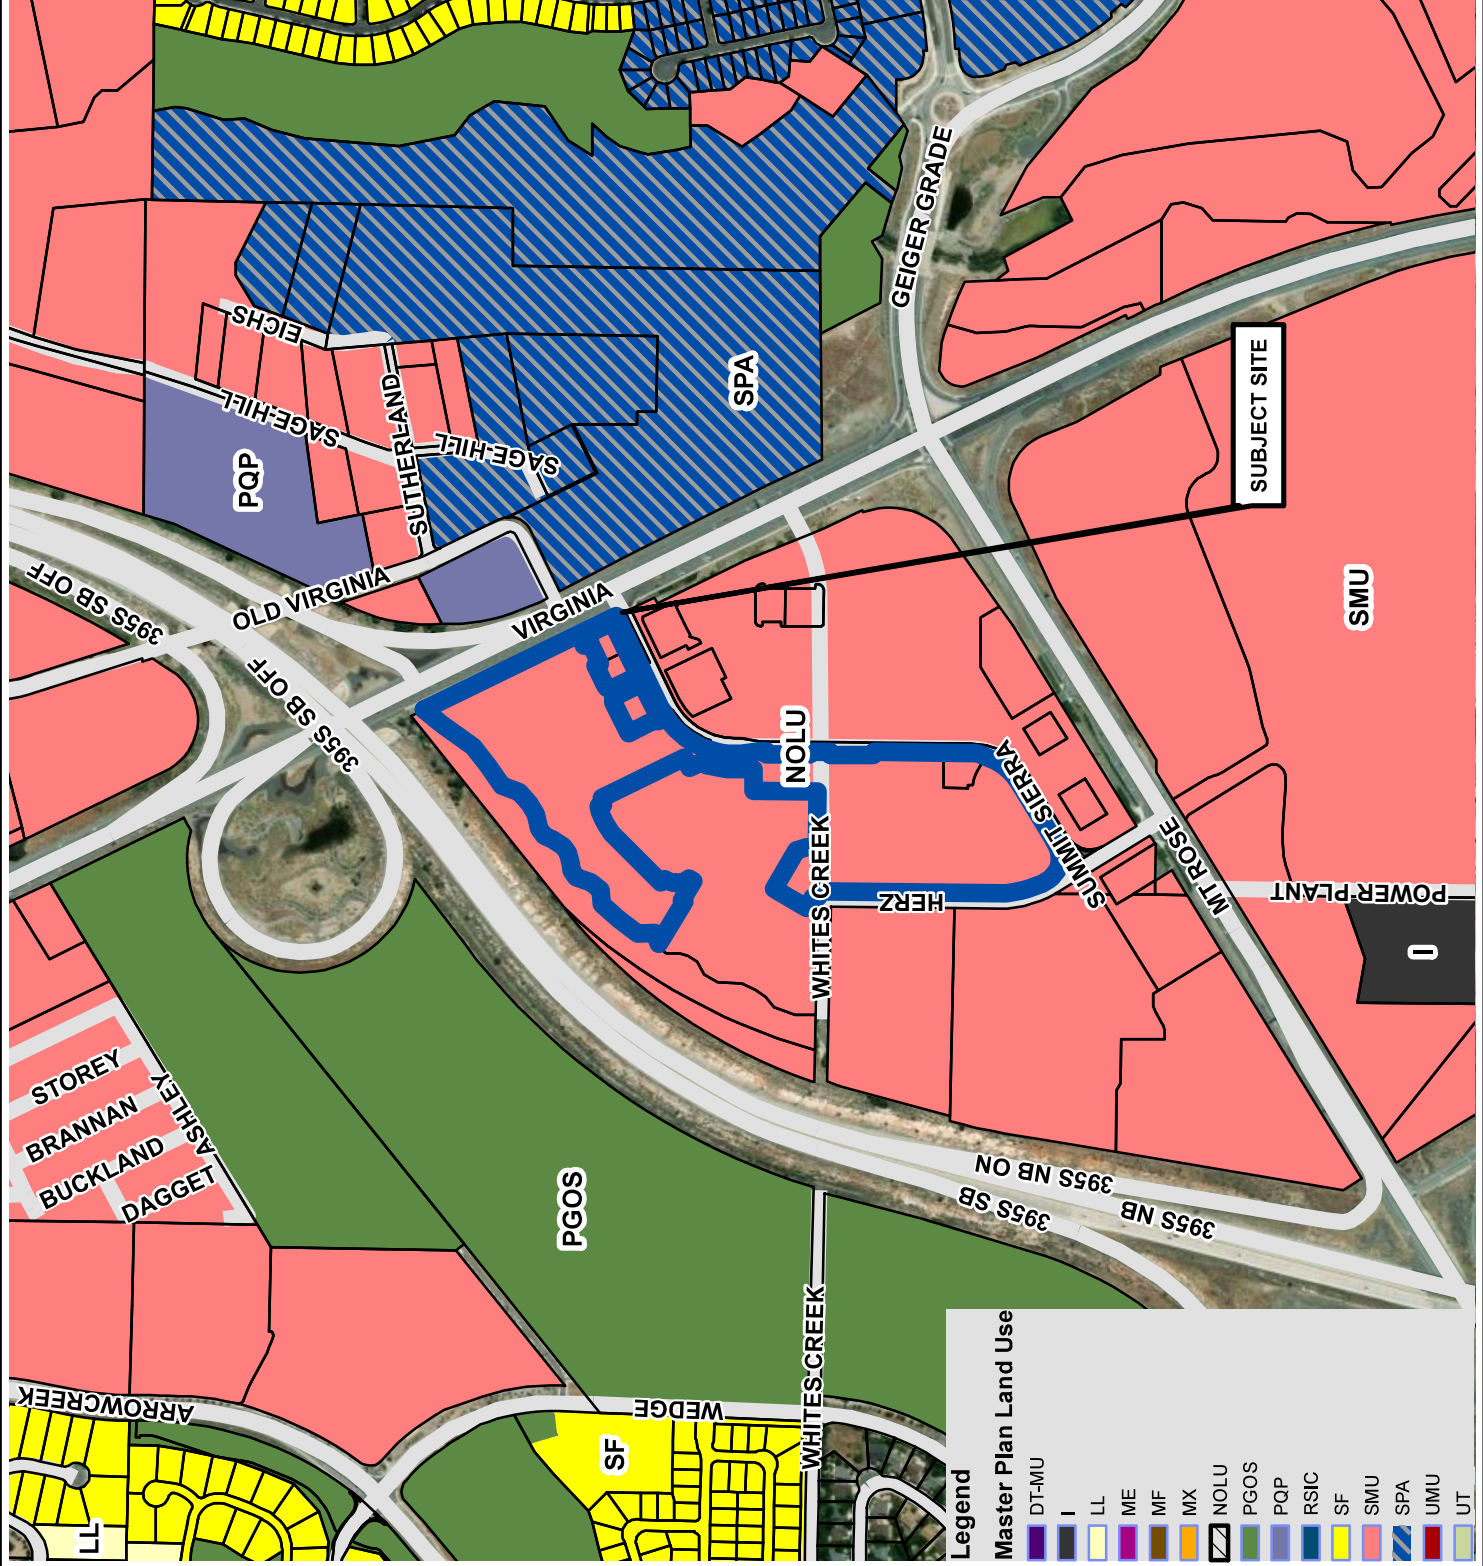 GEIGER GRADE
EICHS
SAGE HILL
SUTHERLAND
SAGE HILL
SPA
PQP
SUBJECT SITE
OLD VIRGINIA
VIRGINIA
395S SB OFF
395S SB OFF
SMU
NOLU
SUMMIT SIERRA
MT ROSE
WHITES CREEK
HERZ
POWER PLANT
I
STOREY
BRANNAN
BUCKLAND
DAGGET
ASHLEY
PGOS
395S NB ON
395S SB
395S NB
WHITES CREEK
ARROWCREEK
WEDGE
WHITES CREEK
SF
LL
Legend
Master Plan Land Use
DT-MU
I
LL
ME
MF
MX
NOLU
PGOS
PQP
RSIC
SF
SMU
SPA
UMU
UT